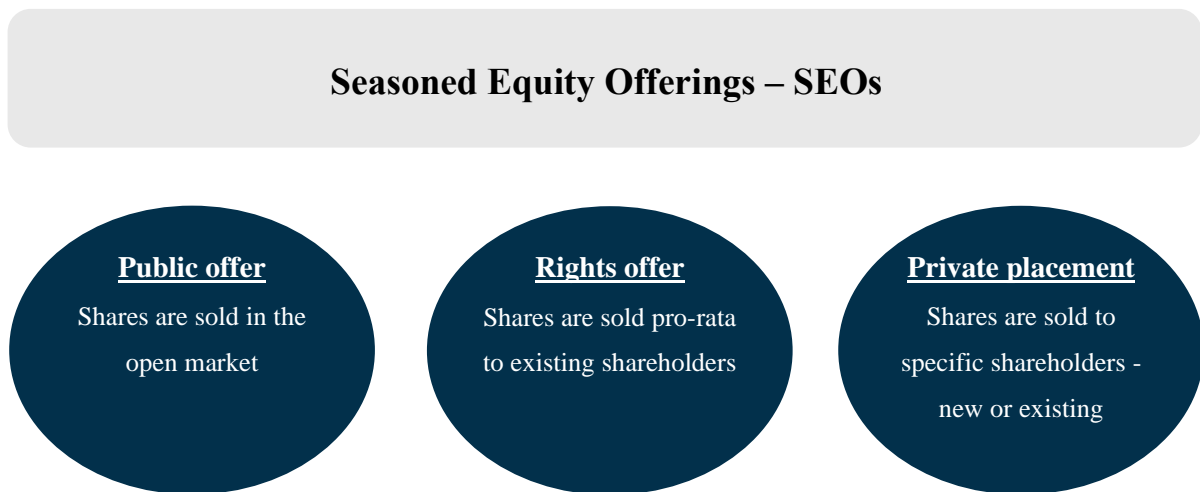 Seasoned Equity Offerings – SEOs
Public offer
Shares are sold in the
open market
Rights offer
Shares are sold pro-rata
to existing shareholders
Private placement
Shares are sold to
specific shareholders -
new or existing